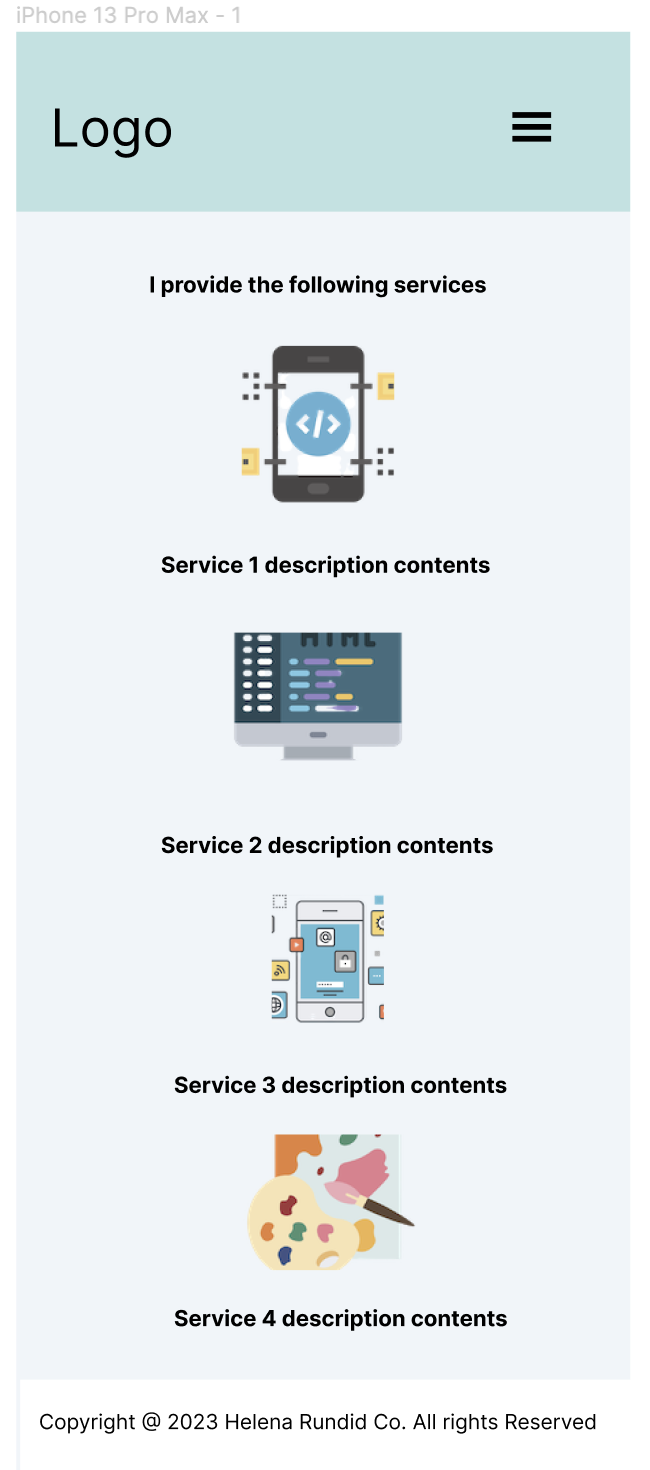 iPhone 13 Pro Max - 1
Logo
I provide the following services
</>
Service 1 description contents
HTML
Service 2 description contents
@
Service 3 description contents
Service 4 description contents
Copyright @ 2023 Helena Rundid Co. All rights Reserved